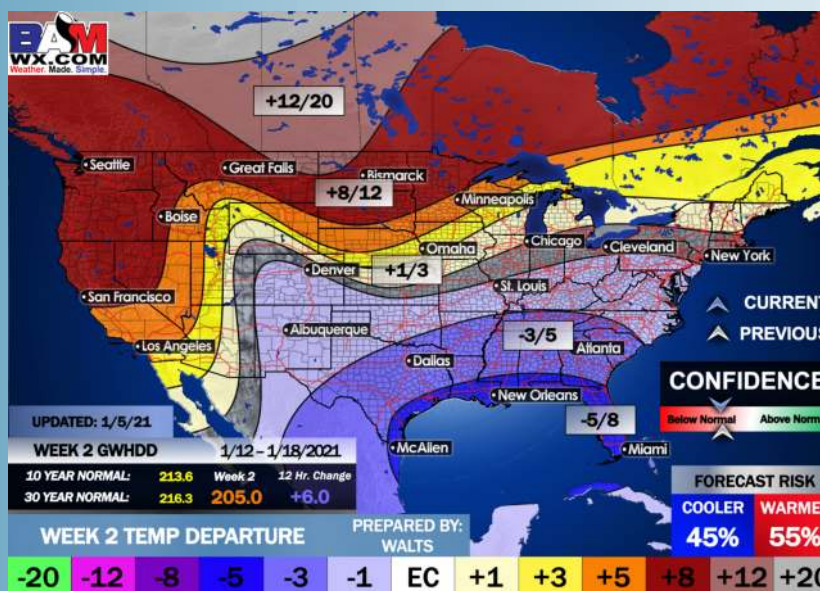 BAM
WX.COM
Weather. Made. Simple.
+12/20
Seattle
Great Falls
Bismarck
+8/12
Minneapolis
Boise
Omaha
Chicago
Cleveland
New York
Denver
+1/3
St. Louis
San Francisco
CURRENT
Albuquerque
-3/5
PREVIOUS
Los Angeles
Dallas
Atlanta
CONFIDENCE
New Orleans
Below Normal
Above Norm
UPDATED: 1/5/21
-5/8
WEEK 2 GWHDD 1/12 – 1/18/2021
McAllen
Miami
10 YEAR NORMAL: 213.6 Week 2 12 Hr. Change
30 YEAR NORMAL: 216.3 205.0 +6.0
FORECAST RISK
COOLER WARME
45% 55%
WEEK 2 TEMP DEPARTURE
PREPARED BY:
WALTS
-20 -12 -8 -5 -3 -1 EC +1 +3 +5 +8 +12 +20